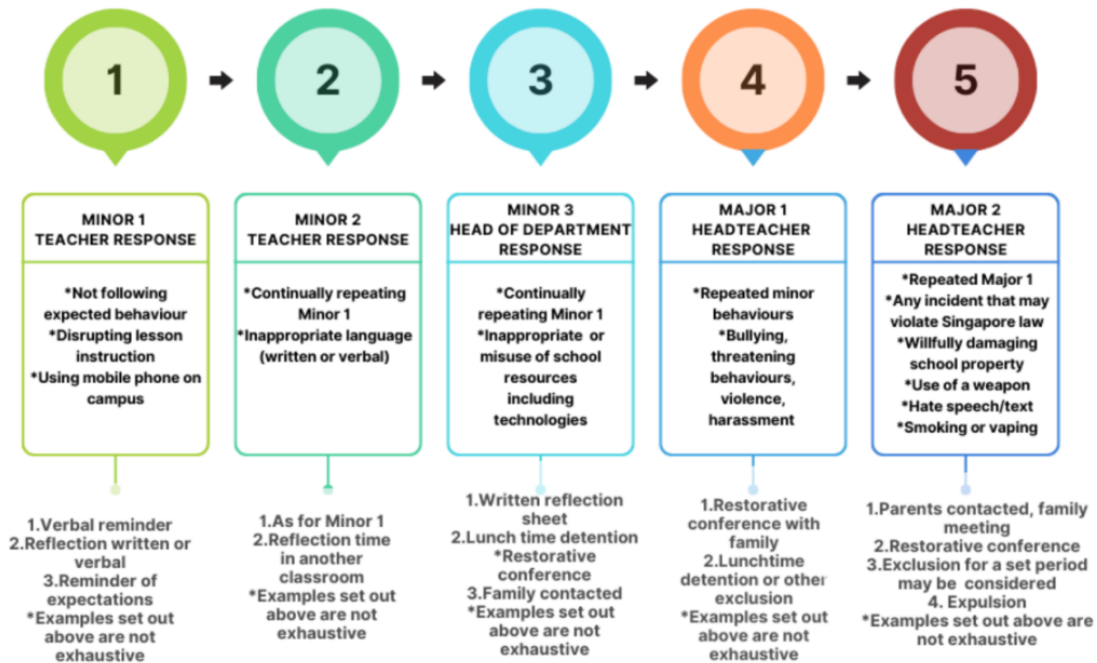 1
2
3
4
5
MINOR 1
TEACHER RESPONSE
*Not following
expected behaviour
*Disrupting lesson
instruction
*Using mobile phone on
campus
1.Verbal reminder
2.Reflection written or
verbal
3.Reminder of
expectations
*Examples set out
above are not
exhaustive
MINOR 2
TEACHER RESPONSE
*Continually repeating
Minor 1
*Inappropriate language
(written or verbal)
1.As for Minor 1
2.Reflection time
in another
classroom
*Examples set out
above are not
exhaustive
MINOR 3
HEAD OF DEPARTMENT
RESPONSE
*Continually
repeating Minor 1
*Inappropriate or
misuse of school
resources
including
technologies
1.Written reflection
sheet
2.Lunch time detention
*Restorative
conference
3.Family contacted
*Examples set out
above are not
exhaustive
MAJOR 1
HEADTEACHER
RESPONSE
*Repeated minor
behaviours
*Bullying,
threatening
behaviours,
violence,
harassment
1.Restorative
conference with
family
2.Lunchtime
detention or other
exclusion
*Examples set out
above are not
exhaustive
MAJOR 2
HEADTEACHER
RESPONSE
*Repeated Major 1
*Any incident that may
violate Singapore law
*Willfully damaging
school property
*Use of a weapon
*Hate speech/text
*Smoking or vaping
1.Parents contacted, family
meeting
2.Restorative conference
3.Exclusion for a set period
may be considered
4. Expulsion
*Examples set out above are
not exhaustive